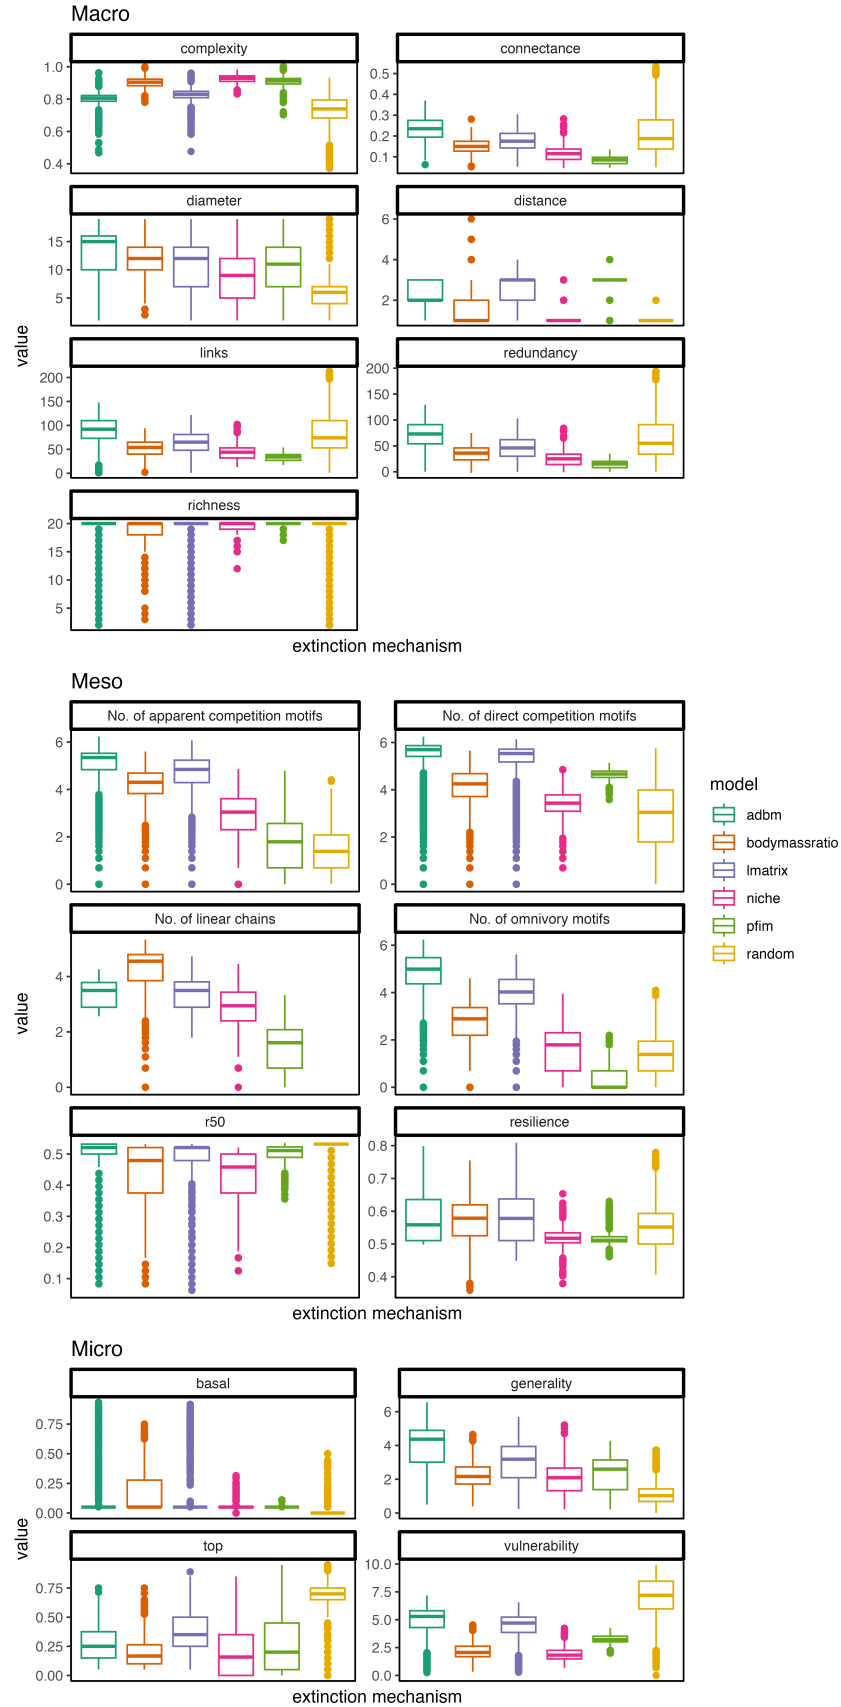 Macro
complexity
connectance
1.0
0.8
0.6
0.4
0.5
0.4
0.3
0.2
0.1
diameter
distance
15
10
5
6
4
2
links
redundancy
200
150
100
50
0
200
150
100
50
0
richness
20
15
10
5
value
extinction mechanism
Meso
No. of apparent competition motifs
No. of direct competition motifs
6
4
2
0
6
4
2
0
No. of linear chains
No. of omnivory motifs
4
2
0
6
4
2
0
r50
resilience
0.5
0.4
0.3
0.2
0.1
0.8
0.7
0.6
0.5
0.4
value
extinction mechanism
model
adbm
bodymassratio
lmatrix
niche
pfim
random
Micro
basal
generality
0.75
0.50
0.25
0.00
6
4
2
0
top
vulnerability
0.75
0.50
0.25
0.00
10.0
7.5
5.0
2.5
0.0
value
extinction mechanism